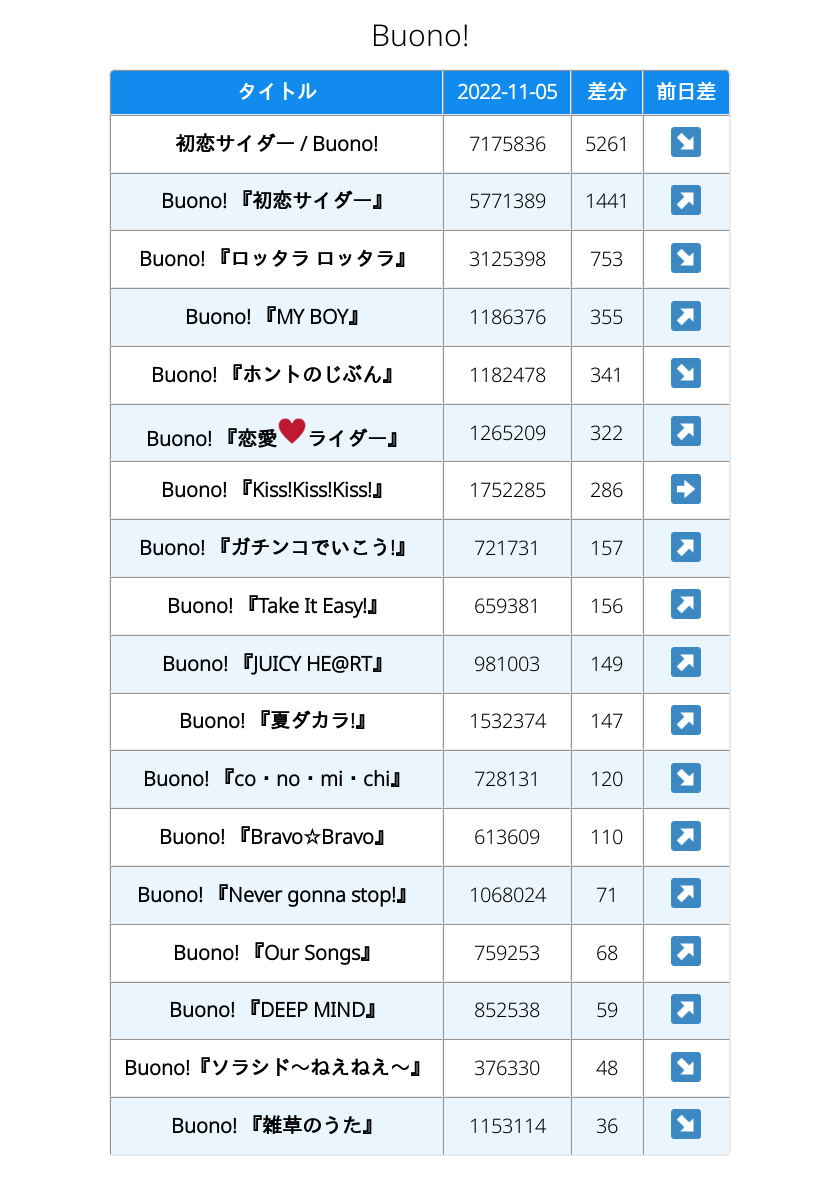 Buono!
タイトル 2022-11-05 差分 前日差
初恋サイダー / Buono! 7175836 5261 ↘
Buono! 『初恋サイダー』 5771389 1441 ↗
Buono! 『ロッタラ ロッタラ』 3125398 753 ↘
Buono! 『MY BOY』 1186376 355 ↗
Buono! 『ホントのじぶん』 1182478 341 ↘
Buono! 『恋愛♥ライダー』 1265209 322 ↗
Buono! 『Kiss!Kiss!Kiss!』 1752285 286 ➡
Buono! 『ガチンコでいこう!』 721731 157 ↗
Buono! 『Take It Easy!』 659381 156 ↗
Buono! 『JUICY HE@RT』 981003 149 ↗
Buono! 『夏ダカラ!』 1532374 147 ↗
Buono! 『co・no・mi・chi』 728131 120 ↘
Buono! 『Bravo☆Bravo』 613609 110 ↗
Buono! 『Never gonna stop!』 1068024 71 ↗
Buono! 『Our Songs』 759253 68 ↗
Buono! 『DEEP MIND』 852538 59 ↗
Buono!『ソラシド〜ねえねえ〜』 376330 48 ↘
Buono! 『雑草のうた』 1153114 36 ↘